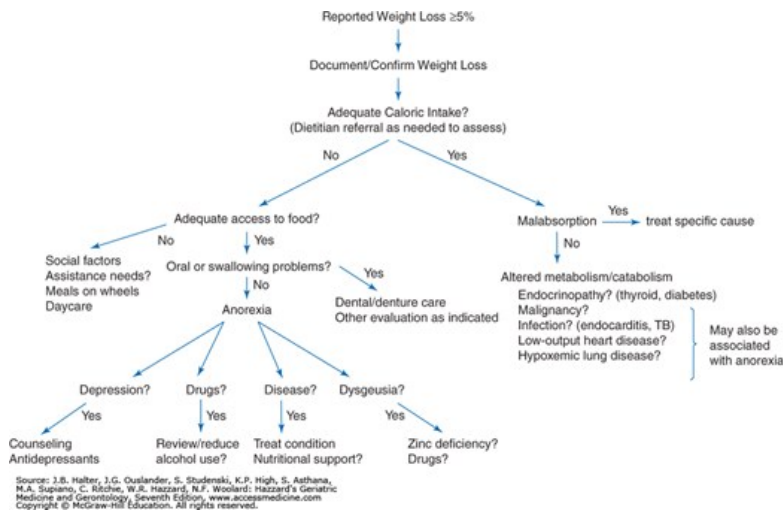 Reported Weight Loss ≥5%
Document/Confirm Weight Loss
Adequate Caloric Intake?
(Dietitian referral as needed to assess)
No
Yes
Adequate access to food?
Malabsorption
Yes
treat specific cause
No
Yes
No
Social factors
Assistance needs?
Meals on wheels
Daycare
Oral or swallowing problems?
Yes
No
Dental/denture care
Other evaluation as indicated
Anorexia
Altered metabolism/catabolism
Endocrinopathy? (thyroid, diabetes)
Malignancy?
Infection? (endocarditis, TB)
Low-output heart disease?
Hypoxemic lung disease?
May also be
associated
with anorexia
Depression?
Drugs?
Disease?
Dysgeusia?
Yes
Yes
Yes
Yes
Counseling
Antidepressants
Review/reduce
alcohol use?
Treat condition
Nutritional support?
Zinc deficiency?
Drugs?
Source: J.B. Halter, J.G. Ouslander, S. Studenski, K.P. High, S. Asthana,
M.A. Supiano, C. Ritchie, W.R. Hazzard, N.F. Woolard: Hazzard's Geriatric
Medicine and Gerontology, Seventh Edition, www.accessmedicine.com
Copyright © McGraw-Hill Education. All rights reserved.